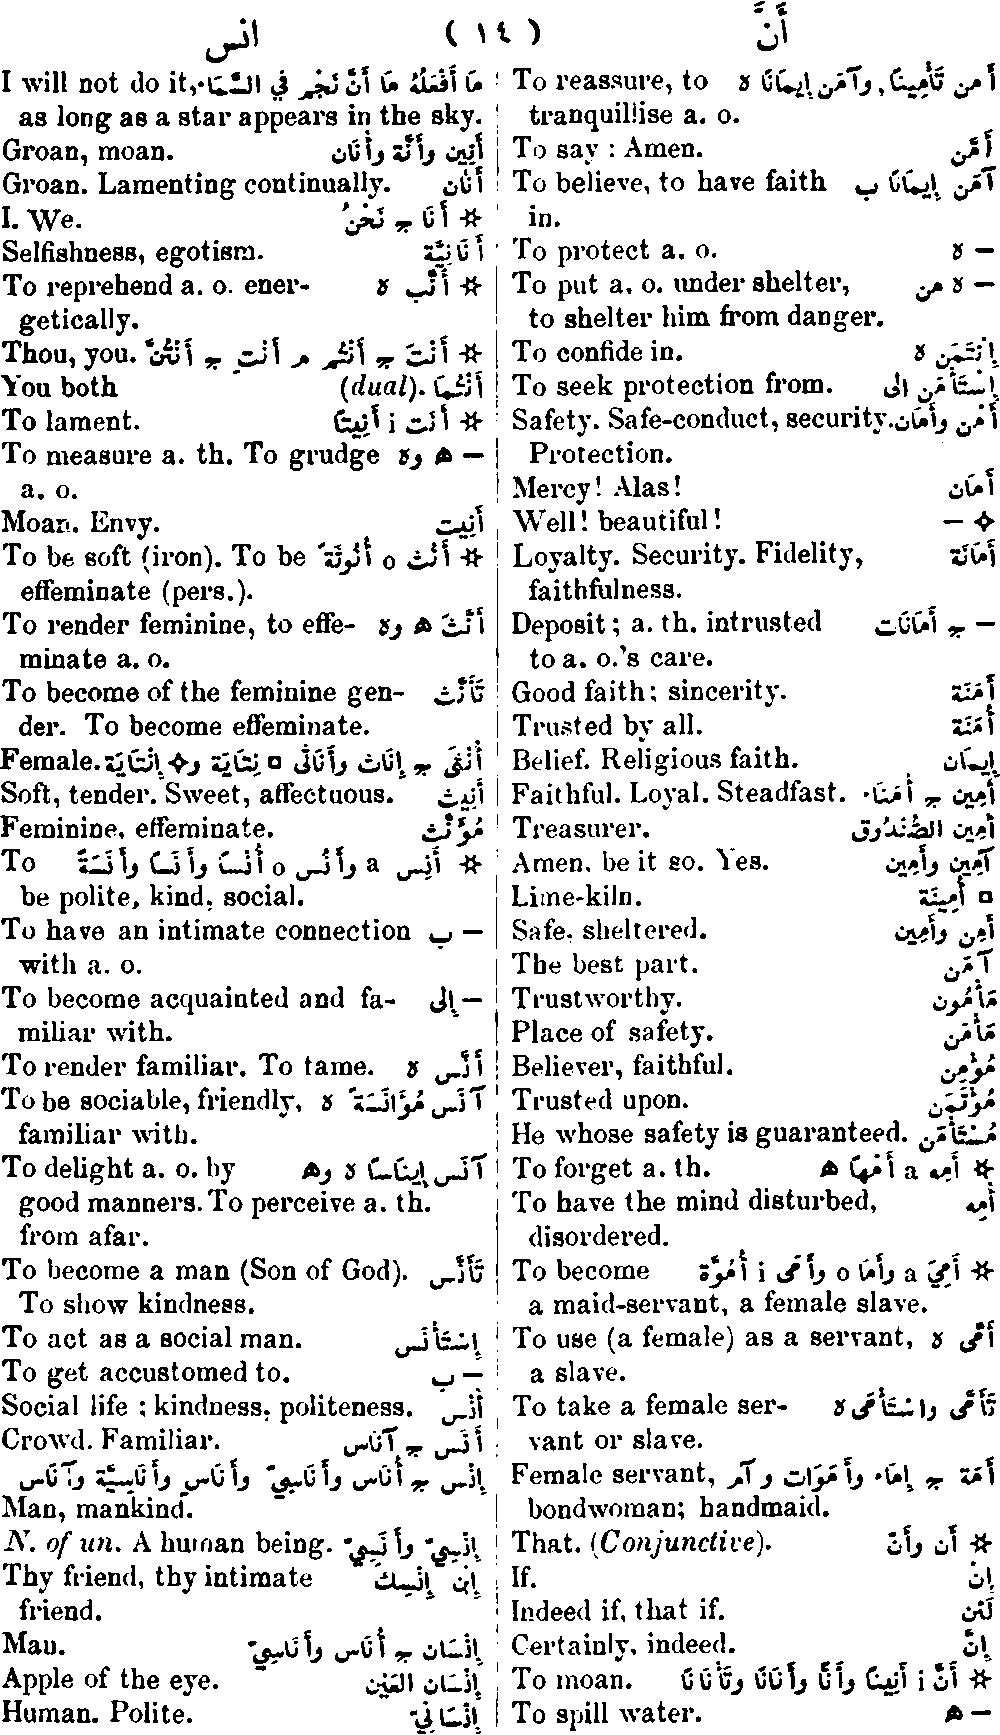 انس ( ١٤ ) أَنَّ
To reassure, to أَمَّن تَأْمِينًا, وآمَن إِيمَانًا ه
tranquillise a. o.
To say : Amen. أَمَّن
To believe, to have faith آمَن إِيمَانًا ب
in.
To protect a. o. — ه
To put a. o. under shelter, — ه من
to shelter him from danger.
To confide in. إِئْتَمَن ه
To seek protection from. إِسْتَأْمَن الى
Safety. Safe-conduct, security. أَمْن وأَمَان
Protection.
Mercy! Alas! أَمَان
Well! beautiful! ✧ —
Loyalty. Security. Fidelity, أَمَانَة
faithfulness.
Deposit ; a. th. intrusted — ج أَمَانَات
to a. o.'s care.
Good faith; sincerity. أَمَنَة
Trusted by all. أُمَنَة
Belief. Religious faith. إِيمَان
Faithful. Loyal. Steadfast. أَمِين ج أُمَنَاء
Treasurer. أَمِين الصُّنْدُوق
Amen, be it so. Yes. آمِين وأَمِين
Lime-kiln. ▫ أَمِينَة
Safe, sheltered. أَمِن وأَمِين
The best part. آمَن
Trustworthy. مَأْمُون
Place of safety. مَأْمَن
Believer, faithful. مُؤْمِن
Trusted upon. مُؤْتَمَن
He whose safety is guaranteed. مُسْتَأْمَن
To forget a. th. ✻ أَمِه a أَمَهًا ه
To have the mind disturbed, أُمِه
disordered.
To become ✻ أَمِيَ a وأَمَا o وأَمَى i أُمُوَّة
a maid-servant, a female slave.
To use (a female) as a servant, أَمَّى ه
a slave.
To take a female ser- تَأَمَّى واسْتَأْمَى ه
vant or slave.
Female servant, أَمَة ج إِمَاء وأَمَوَات وآمٍ
bondwoman; handmaid.
That. (Conjunctive). ✻ أَن وأَنَّ
If. إِنْ
Indeed if, that if. لَئِن
Certainly, indeed. إِنَّ
To moan. ✻ أَنَّ i أَنِينًا وأَنًّا وأُنَانًا وتَأْنَانًا
To spill water. — ه
I will not do it, مَا أَفْعَلُهُ مَا أَنَّ نَجْم في السَّمَاء
as long as a star appears in the sky.
Groan, moan. أَنِين وأَنَّة وأُنَان
Groan. Lamenting continually. أَنَّان
I. We. ✻ أَنَا ج نَحْنُ
Selfishness, egotism. أَنَانِيَّة
To reprehend a. o. ener- ✻ أَنَّب ه
getically.
Thou, you. ✻ أَنْتَ ج أَنْتُم م أَنْتِ ج أَنْتُنَّ
You both (dual). أَنْتُمَا
To lament. ✻ أَنَت i أَنِيتًا
To measure a. th. To grudge — ه وه
a. o.
Moan. Envy. أَنِيت
To be soft (iron). To be ✻ أَنُث o أُنُوثَةً
effeminate (pers.).
To render feminine, to effe- أَنَّث ه وه
minate a. o.
To become of the feminine gen- تَأَنَّث
der. To become effeminate.
Female. أُنْثَى ج إِنَاث وأَنَاثَى ▫ نِتَايَة و✧ إِنْتَايَة
Soft, tender. Sweet, affectuous. أَنِيث
Feminine, effeminate. مُؤَنَّث
To ✻ أَنِس a وأَنُس o أُنْسًا وأَنَسًا وأَنَسَةً
be polite, kind, social.
To have an intimate connection — ب
with a. o.
To become acquainted and fa- — إِلى
miliar with.
To render familiar. To tame. أَنَّس ه
To be sociable, friendly, آنَس مُؤَانَسَةً ه
familiar with.
To delight a. o. by آنَس إِينَاسًا ه وه
good manners. To perceive a. th.
from afar.
To become a man (Son of God). تَأَنَّس
To show kindness.
To act as a social man. إِسْتَأْنَس
To get accustomed to. — ب
Social life ; kindness, politeness. أُنْس
Crowd. Familiar. أَنَس ج آنَاس
إِنْس ج أُنَاس وأَنَاسِيّ وأَنَاس وأَنَاسِيَّة وآنَاس
Man, mankind.
N. of un. A human being. إِنْسِيّ وأَنَسِيّ
Thy friend, thy intimate إِبْن إِنْسِكَ
friend.
Man. إِنْسَان ج أُنَاس وأَنَاسِيّ
Apple of the eye. إِنْسَان العَيْن
Human. Polite. إِنْسَانِيّ